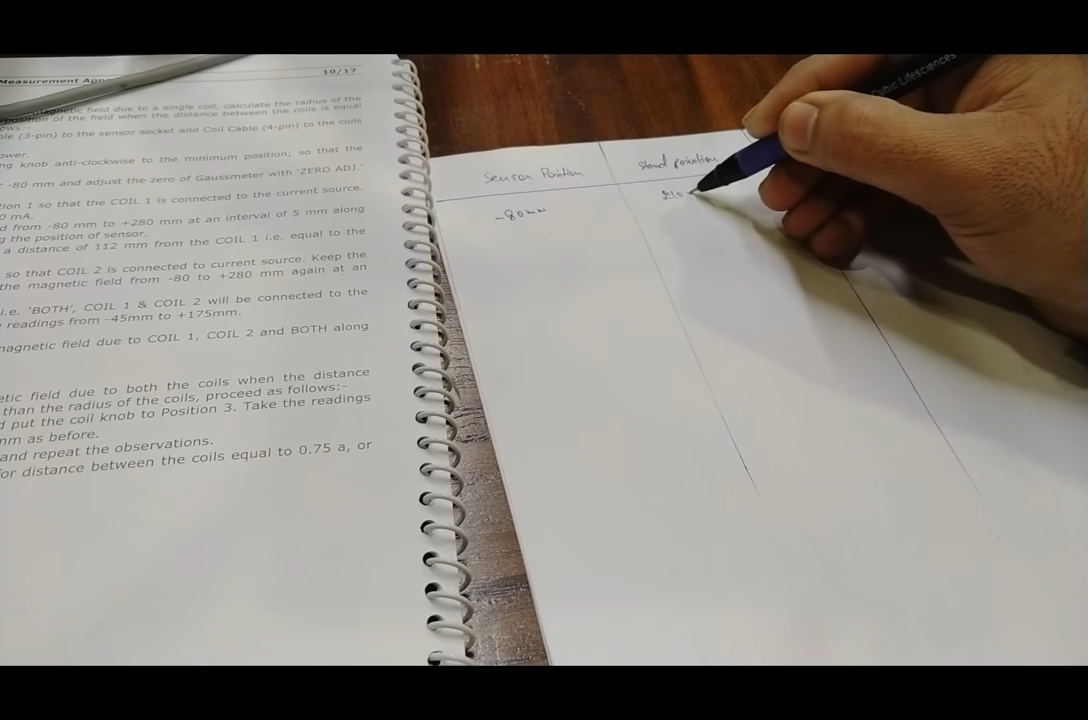 Measurement App
10/17
magnetic field due to a single coil, calculate the radius of the
position of the field when the distance between the coils is equal
ows:-
ble (3-pin) to the sensor socket and Coil Cable (4-pin) to the coils
ower.
ng knob anti-clockwise to the minimum position; so that the
-80 mm and adjust the zero of Gaussmeter with 'ZERO ADJ.'
tion 1 so that the COIL 1 is connected to the current source.
0 mA.
d from -80 mm to +280 mm at an interval of 5 mm along
g the position of sensor.
a distance of 112 mm from the COIL 1 i.e. equal to the
so that COIL 2 is connected to current source. Keep the
the magnetic field from -80 to +280 mm again at an
i.e. 'BOTH', COIL 1 & COIL 2 will be connected to the
e readings from -45mm to +175mm.
magnetic field due to COIL 1, COIL 2 and BOTH along
etic field due to both the coils when the distance
than the radius of the coils, proceed as follows:-
d put the coil knob to Position 3. Take the readings
mm as before.
and repeat the observations.
for distance between the coils equal to 0.75 a, or
Sensor Position
stand position
-80mm
210
Cubic Lifesciences